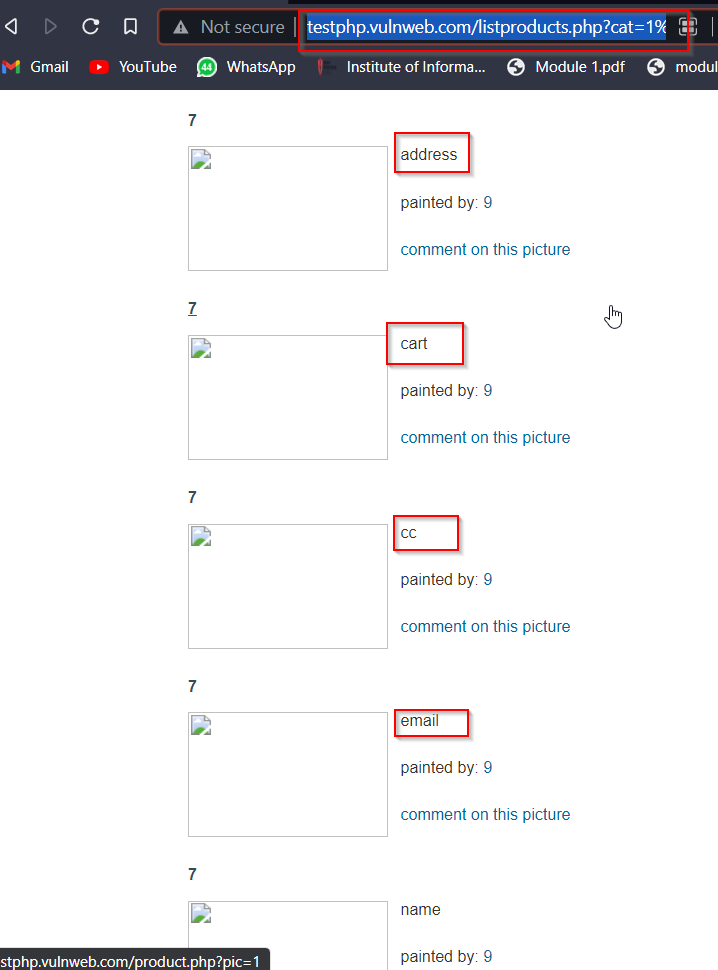 Not secure testphp.vulnweb.com/listproducts.php?cat=1%
Gmail YouTube 44 WhatsApp Institute of Informa... Module 1.pdf modul
7
address
painted by: 9
comment on this picture
7
cart
painted by: 9
comment on this picture
7
cc
painted by: 9
comment on this picture
7
email
painted by: 9
comment on this picture
7
name
painted by: 9
stphp.vulnweb.com/product.php?pic=1